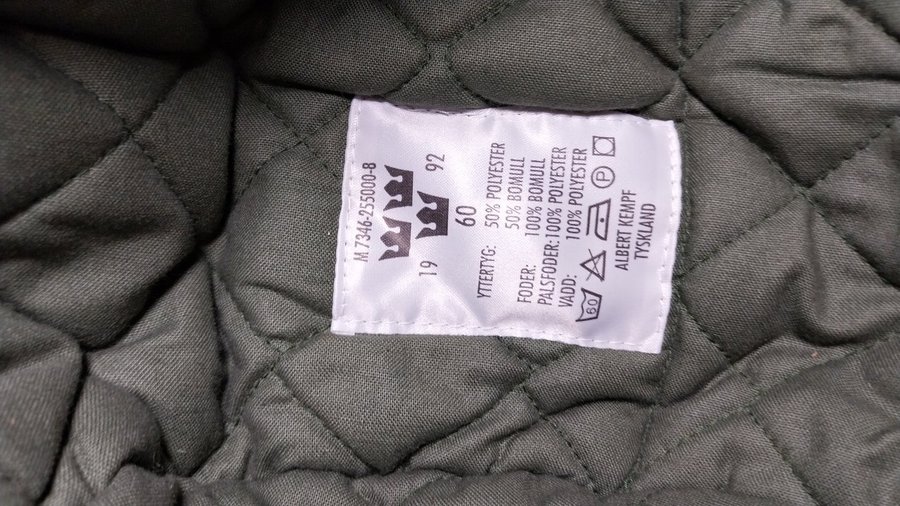 M 7346-255000-8
19 92
60
YTTERTYG: 50% POLYESTER
50% BOMULL
FODER: 100% BOMULL
PALSFODER: 100% POLYESTER
VADD: 100% POLYESTER
60 P
ALBERT KEMPF
TYSKLAND